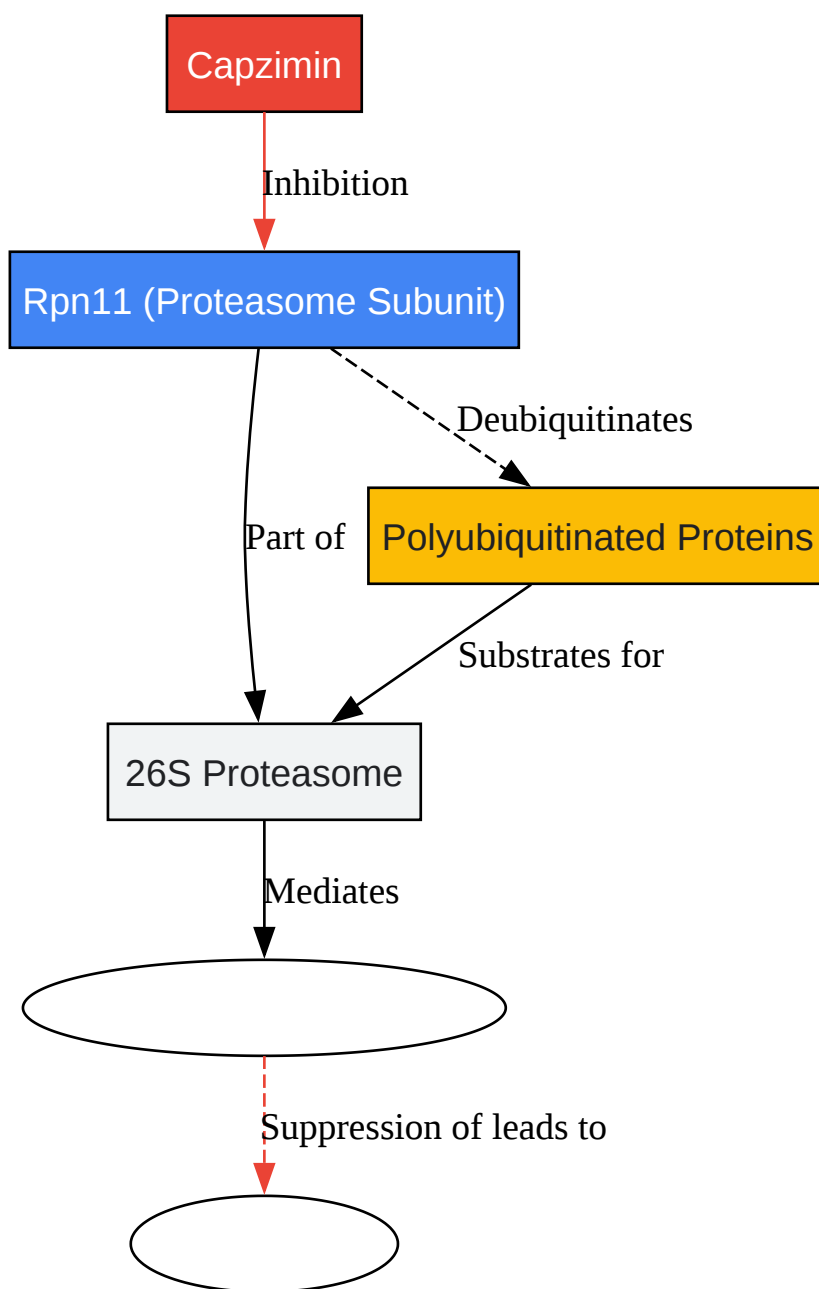 Capzimin
Inhibition
Rpn11 (Proteasome Subunit)
Deubiquitinates
Part of
Polyubiquitinated Proteins
Substrates for
26S Proteasome
Mediates
Suppression of leads to